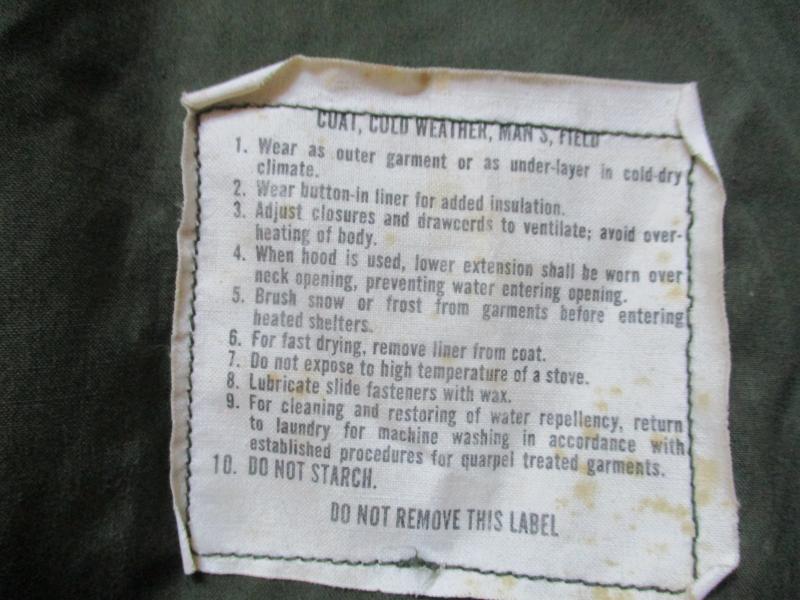 COAT, COLD WEATHER, MAN'S, FIELD
1. Wear as outer garment or as under-layer in cold-dry
climate.
2. Wear button-in liner for added insulation.
3. Adjust closures and drawcords to ventilate; avoid over-
heating of body.
4. When hood is used, lower extension shall be worn over
neck opening, preventing water entering opening.
5. Brush snow or frost from garments before entering
heated shelters.
6. For fast drying, remove liner from coat.
7. Do not expose to high temperature of a stove.
8. Lubricate slide fasteners with wax.
9. For cleaning and restoring of water repellency, return
to laundry for machine washing in accordance with
established procedures for quarpel treated garments.
10. DO NOT STARCH.
DO NOT REMOVE THIS LABEL